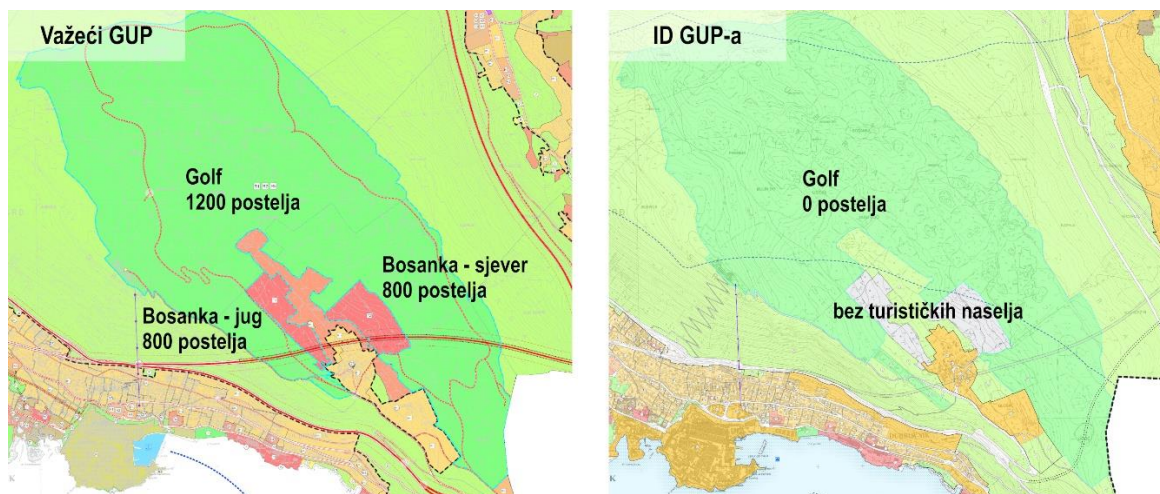 Važeći GUP
Golf
1200 postelja
Bosanka - sjever
800 postelja
Bosanka - jug
800 postelja
ID GUP-a
Golf
0 postelja
bez turističkih naselja